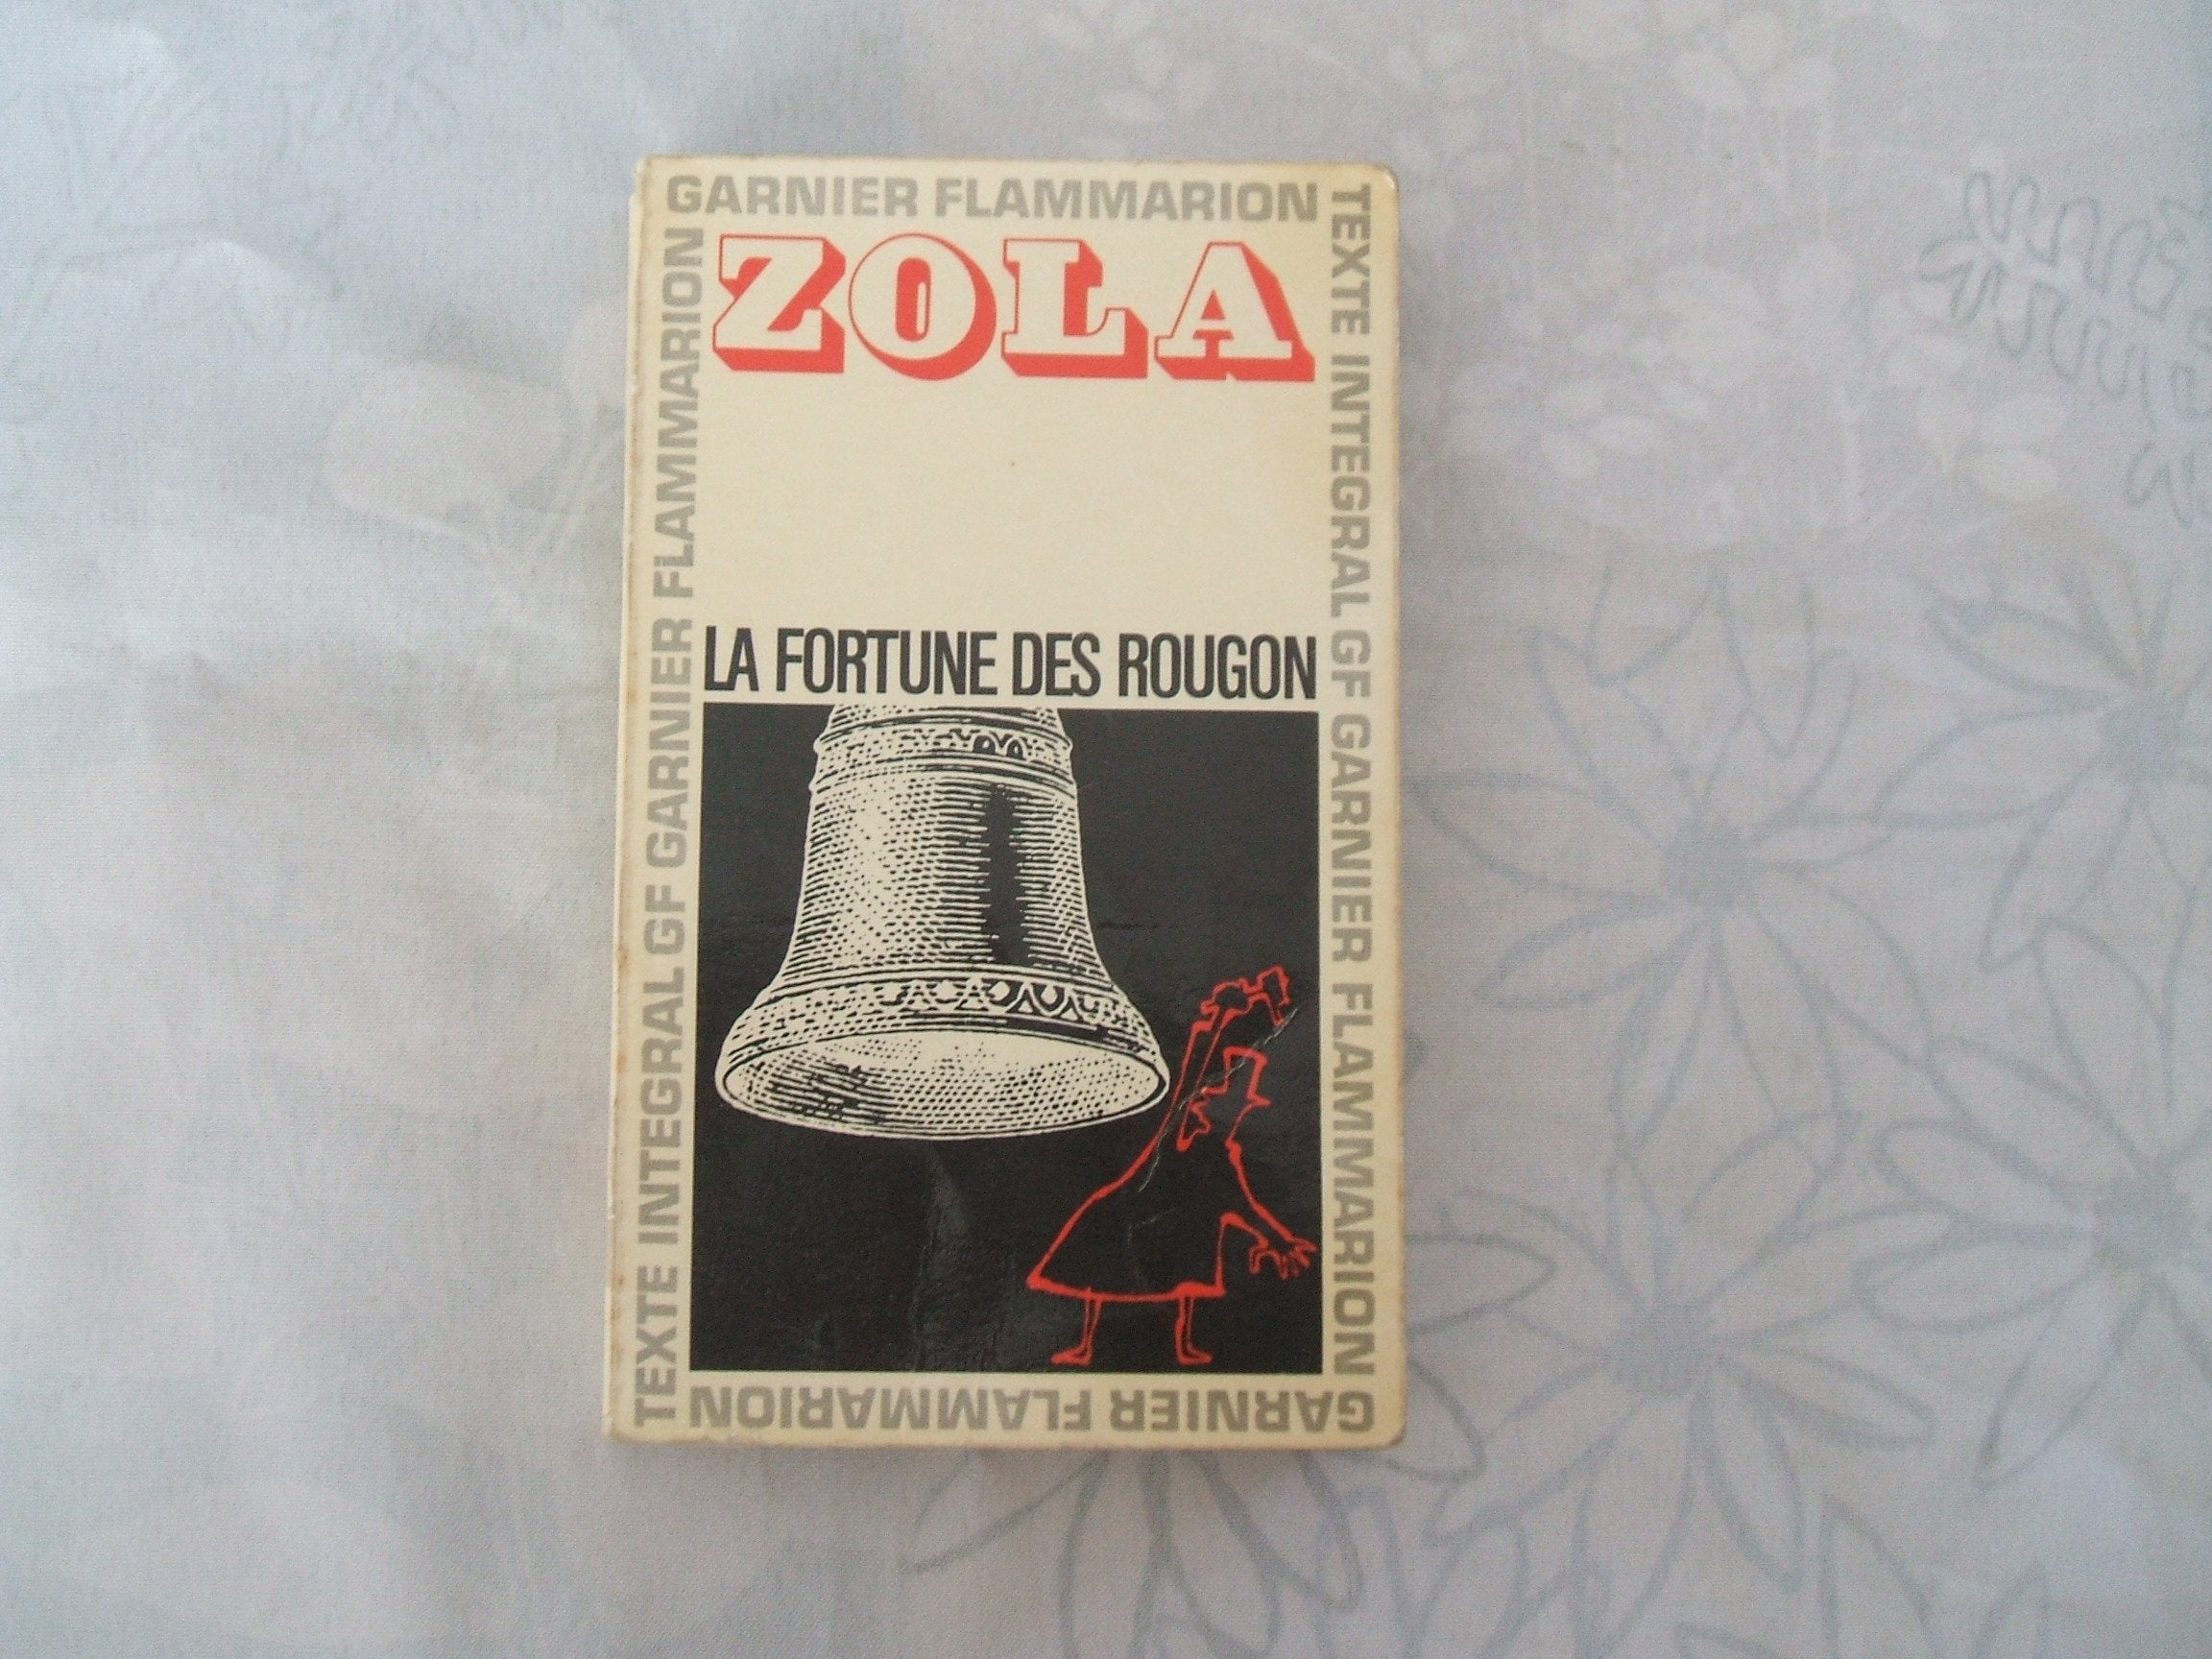 GARNIER FLAMMARION
TEXTE INTEGRAL GF GARNIER FLAMMARION
TEXTE INTEGRAL GF GARNIER FLAMMARION
ZOLA
LA FORTUNE DES ROUGON
GARNIER FLAMMARION